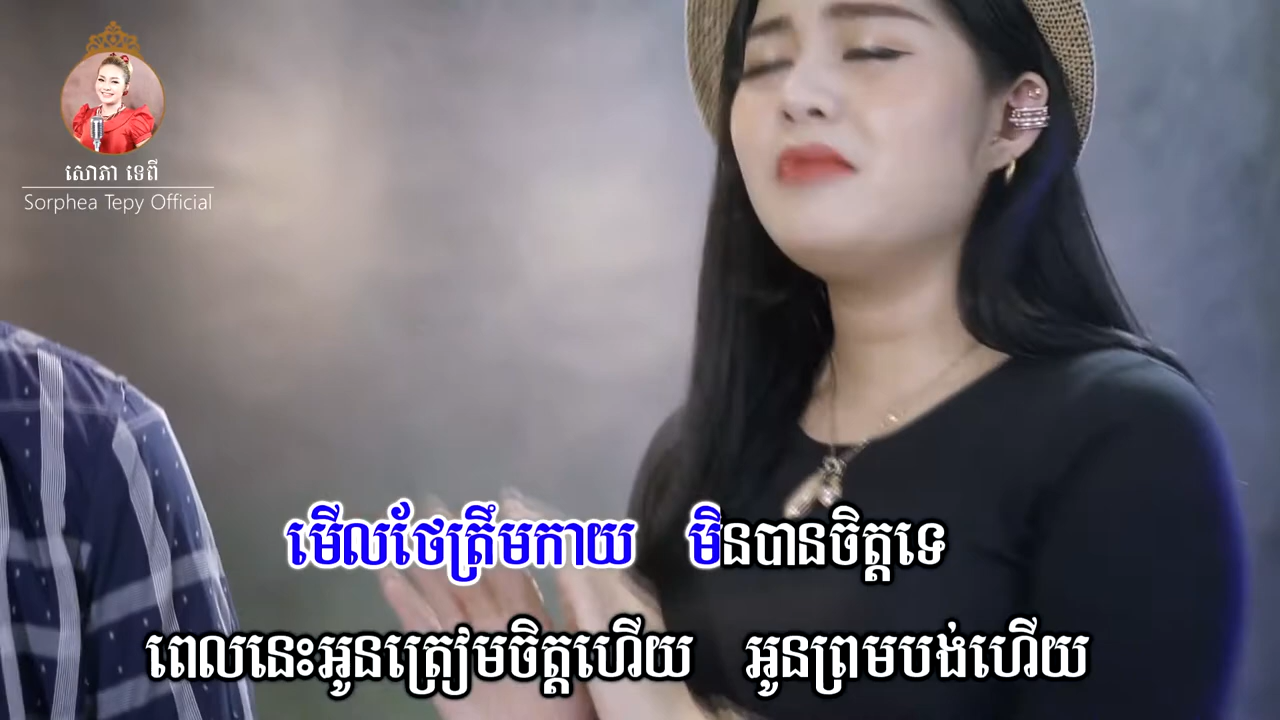 សោភា ទេពី
Sorphea Tepy Official
មើលថែត្រឹមកាយ មិនបានចិត្តទេ
ពេលនេះអូនត្រៀមចិត្តហើយ អូនព្រមបង់ហើយ